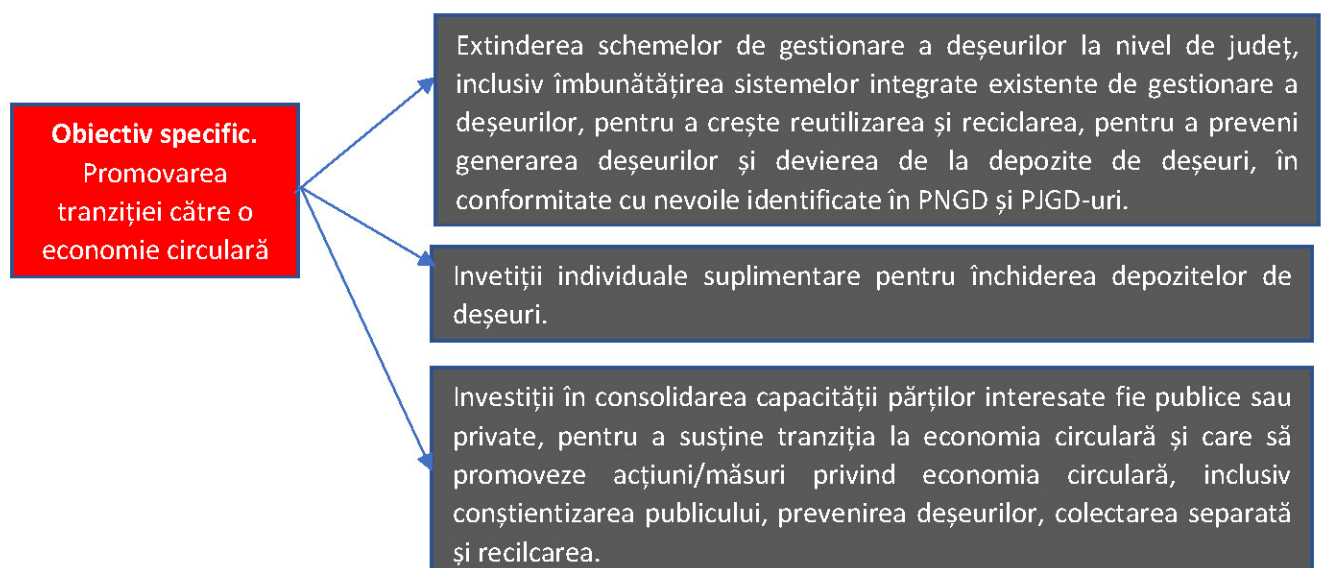 Obiectiv specific.
Promovarea
tranziției către o
economie circulară
Extinderea schemelor de gestionare a deșeurilor la nivel de județ,
inclusiv îmbunătățirea sistemelor integrate existente de gestionare a
deșeurilor, pentru a crește reutilizarea și reciclarea, pentru a preveni
generarea deșeurilor și devierea de la depozite de deșeuri, în
conformitate cu nevoile identificate în PNGD și PJGD-uri.
Invetiții individuale suplimentare pentru închiderea depozitelor de
deșeuri.
Investiții în consolidarea capacității părților interesate fie publice sau
private, pentru a susține tranziția la economia circulară și care să
promoveze acțiuni/măsuri privind economia circulară, inclusiv
conștientizarea publicului, prevenirea deșeurilor, colectarea separată
și recilcarea.